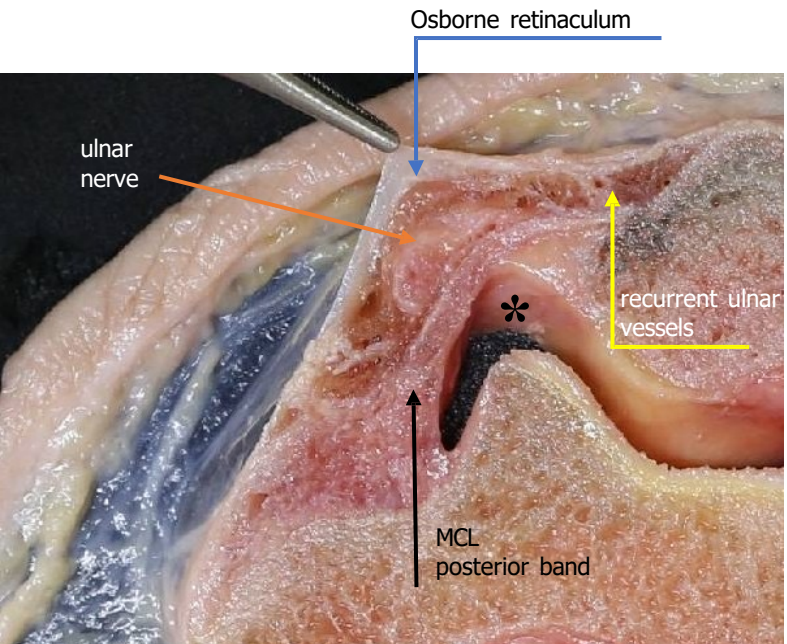 Osborne retinaculum
ulnar
nerve
*
recurrent ulnar
vessels
MCL
posterior band